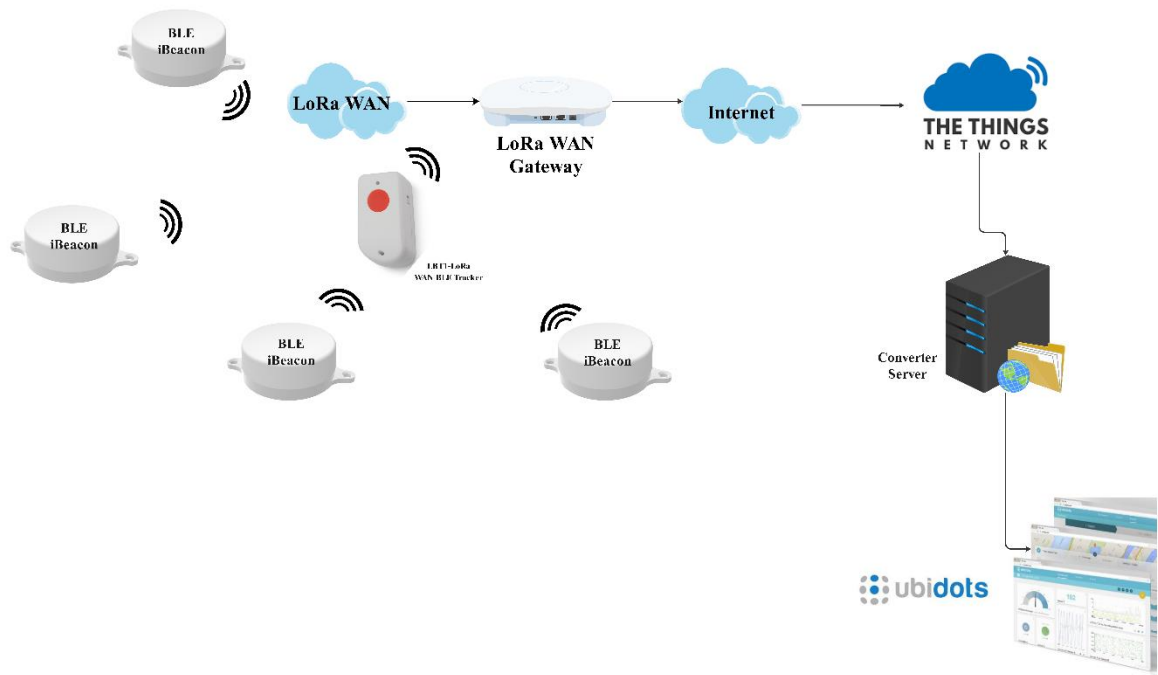 BLE
iBeacon
LoRa WAN
LoRa WAN
Gateway
Internet
THE THINGS
NETWORK
BLE
iBeacon
LBT1-LoRa
WAN BLE Tracker
BLE
iBeacon
BLE
iBeacon
Converter
Server
ubidots